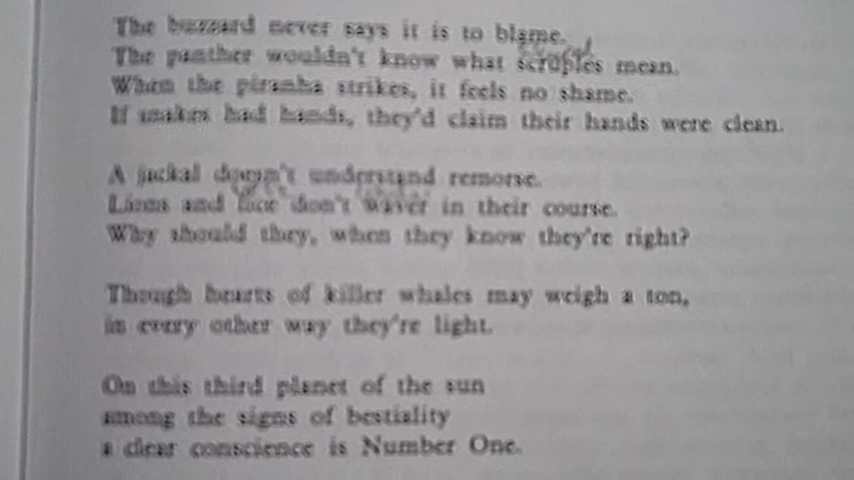 The buzzard never says it is to blame.
The panther wouldn't know what scruples mean.
When the piranha strikes, it feels no shame.
If snakes had hands, they'd claim their hands were clean.
A jackal doesn't understand remorse.
Lions and lice don't waver in their course.
Why should they, when they know they're right?
Though hearts of killer whales may weigh a ton,
in every other way they're light.
On this third planet of the sun
among the signs of bestiality
a clear conscience is Number One.